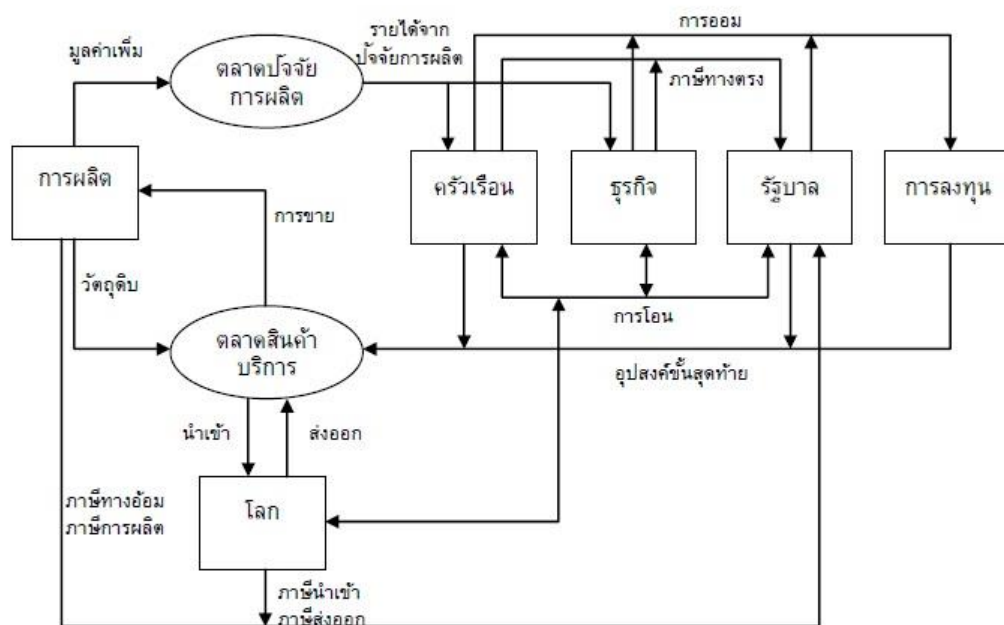 มูลค่าเพิ่ม
ตลาดปัจจัย
การผลิต
รายได้จาก
ปัจจัยการผลิต
การออม
ภาษีทางตรง
การผลิต
ครัวเรือน
ธุรกิจ
รัฐบาล
การลงทุน
การขาย
วัตถุดิบ
การโอน
ตลาดสินค้า
บริการ
อุปสงค์ขั้นสุดท้าย
นำเข้า
ส่งออก
โลก
ภาษีทางอ้อม
ภาษีการผลิต
ภาษีนำเข้า
ภาษีส่งออก